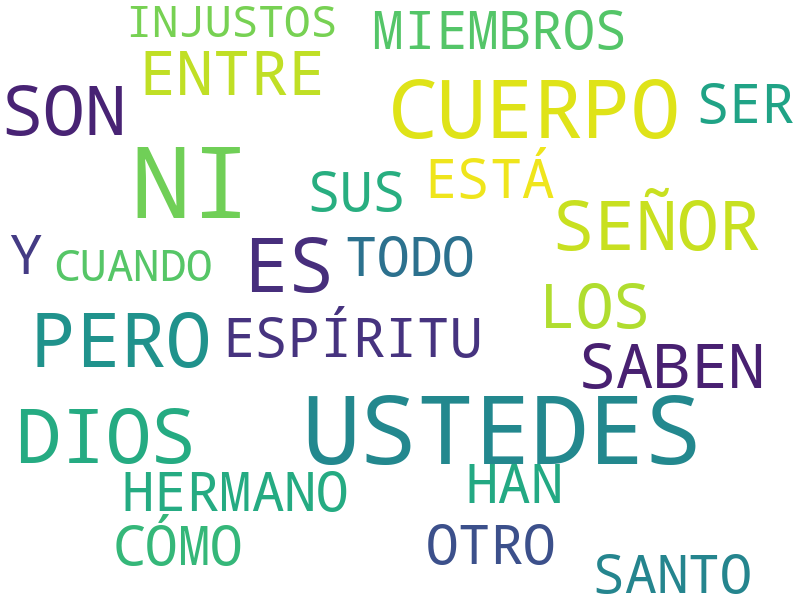 INJUSTOS MIEMBROS
ENTRE
SON CUERPO SER
NI SUS ESTÁ
SEÑOR
Y CUANDO ES TODO
LOS
PERO ESPÍRITU
SABEN
DIOS USTEDES
HERMANO HAN
CÓMO OTRO
SANTO